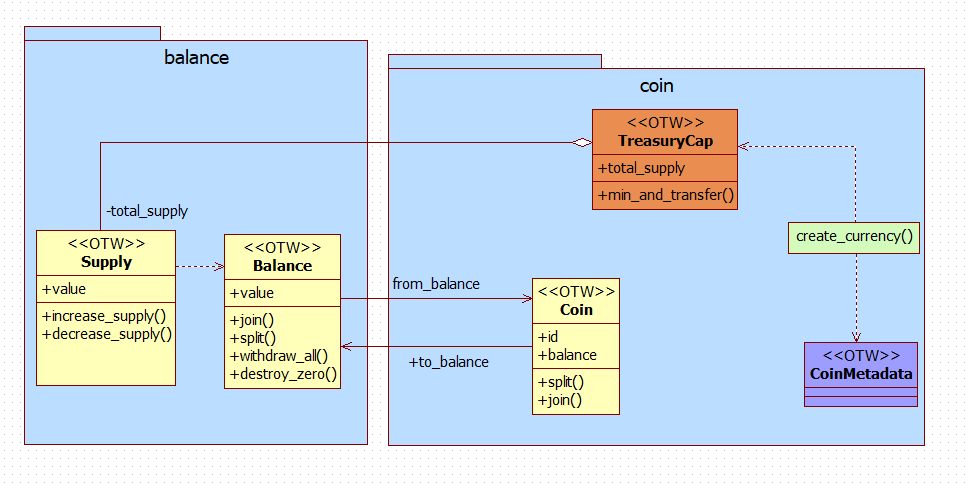 balance
coin
<<OTW>>
TreasuryCap
+total_supply
+min_and_transfer()
-total_supply
create_currency()
<<OTW>>
Supply
+value
+increase_supply()
+decrease_supply()
<<OTW>>
Balance
+value
+join()
+split()
+withdraw_all()
+destroy_zero()
from_balance
+to_balance
<<OTW>>
Coin
+id
+balance
+split()
+join()
<<OTW>>
CoinMetadata